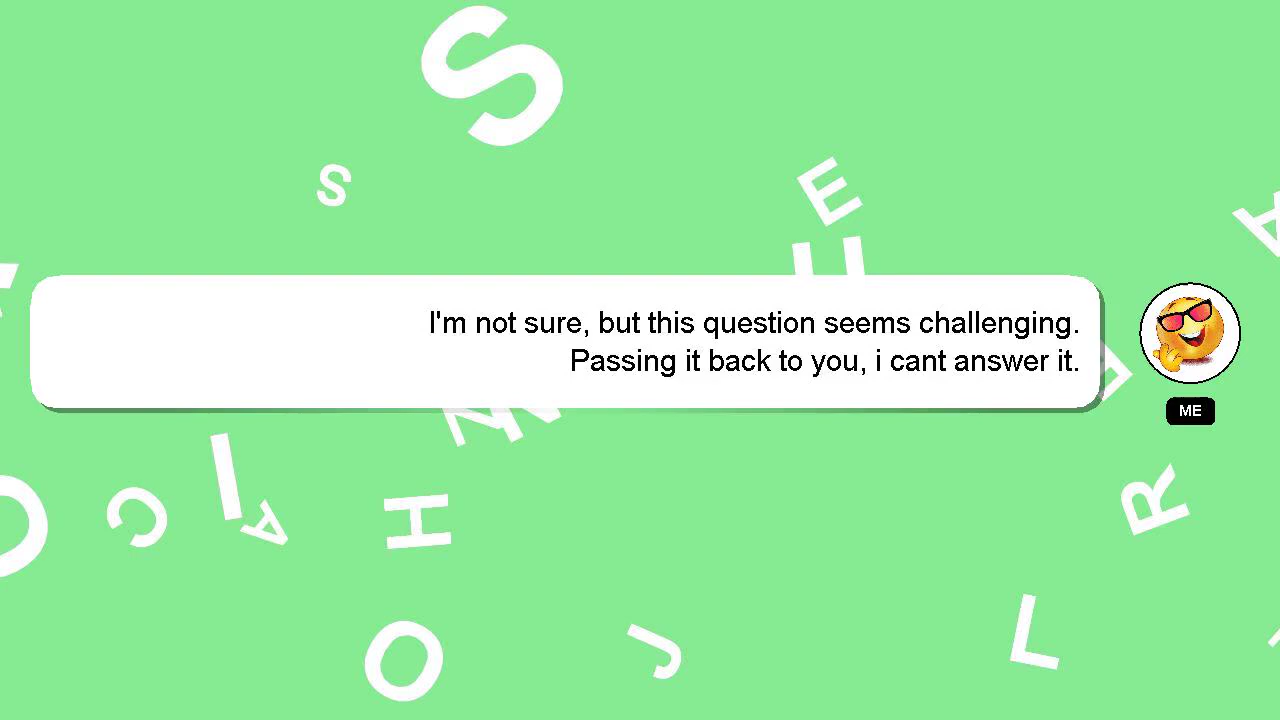 S
S
E
A
I'm not sure, but this question seems challenging.
Passing it back to you, i cant answer it.
ME
N
I
C
A
H
R
O
J
L